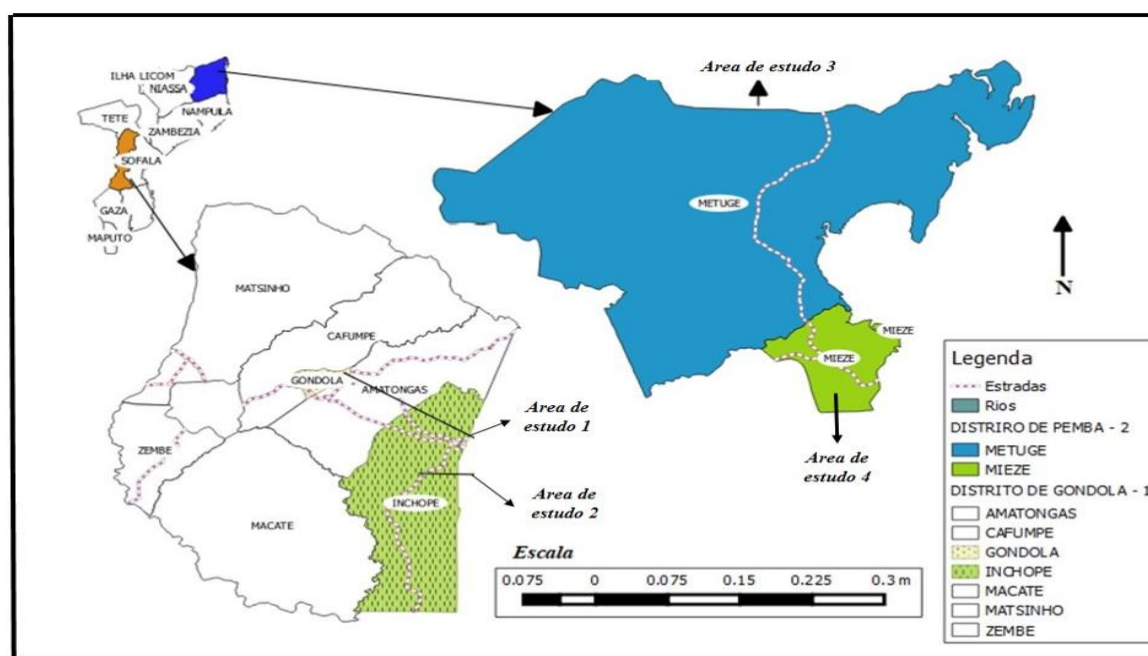 ILHA LICOM
NIASSA
NAMPUILA
TETE
ZAMBEZIA
SOFALA
GAZA
MAPUTO
Area de estudo 3
METUGE
N
MATSINHO
CAFUMPE
MIEZE
MIEZE
GONDOLA
AMATONGAS
Area de
estudo 1
ZEMBE
Area de
estudo 4
INCHOPE
Area de
estudo 2
MACATE
Escala
0.075 0 0.075 0.15 0.225 0.3 m
Legenda
Estradas
Rios
DISTRIRO DE PEMBA - 2
METUGE
MIEZE
DISTRITO DE GONDOLA - 1
AMATONGAS
CAFUMPE
GONDOLA
INCHOPE
MACATE
MATSINHO
ZEMBE